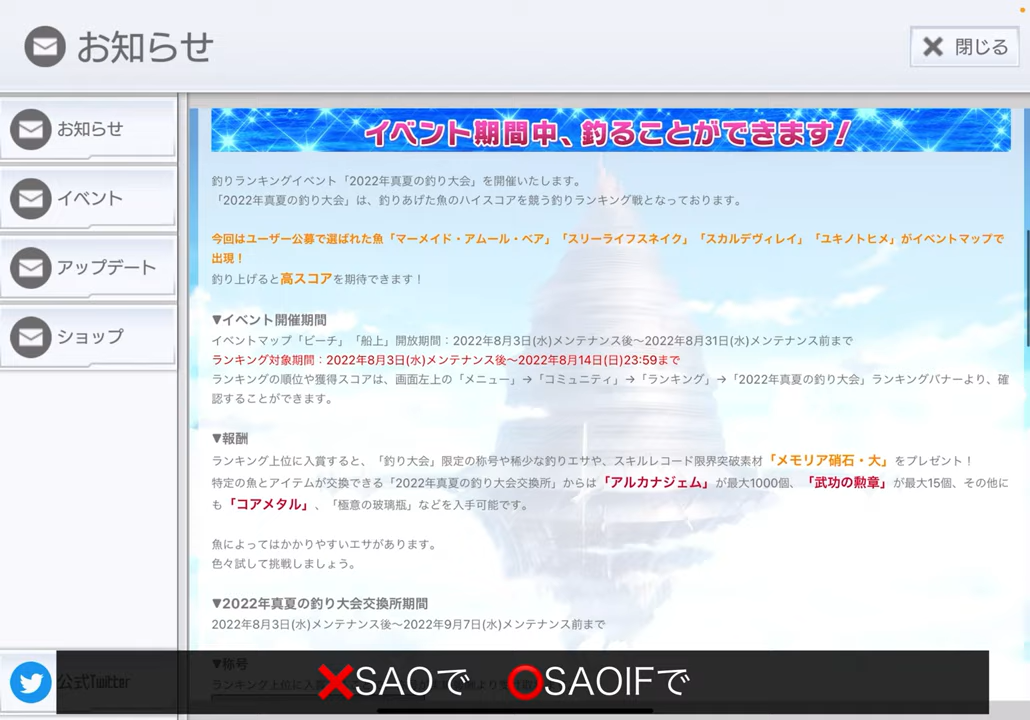 お知らせ
閉じる
お知らせ
イベント
アップデート
ショップ
公式Twitter
イベント期間中、釣ることができます!
釣りランキングイベント「2022年真夏の釣り大会」を開催いたします。
「2022年真夏の釣り大会」は、釣りあげた魚のハイスコアを競う釣りランキング戦となっております。
今回はユーザー公募で選ばれた魚「マーメイド・アムール・ベア」「スリーライフスネイク」「スカルデヴィレイ」「ユキノトヒメ」がイベントマップで
出現!
釣り上げると高スコアを期待できます!
▼イベント開催期間
イベントマップ「ビーチ」「船上」開放期間:2022年8月3日(水)メンテナンス後〜2022年8月31日(水)メンテナンス前まで
ランキング対象期間:2022年8月3日(水)メンテナンス後〜2022年8月14日(日)23:59まで
ランキングの順位や獲得スコアは、画面左上の「メニュー」→「コミュニティ」→「ランキング」→「2022年真夏の釣り大会」ランキングバナーより、確
認することができます。
▼報酬
ランキング上位に入賞すると、「釣り大会」限定の称号や稀少な釣りエサや、スキルレコード限界突破素材「メモリア硝石・大」をプレゼント!
特定の魚とアイテムが交換できる「2022年真夏の釣り大会交換所」からは「アルカナジェム」が最大1000個、「武功の勲章」が最大15個、その他に
も「コアメタル」、「極意の玻璃瓶」などを入手可能です。
魚によってはかかりやすいエサがあります。
色々試して挑戦しましょう。
▼2022年真夏の釣り大会交換所期間
2022年8月3日(水)メンテナンス後〜2022年9月7日(水)メンテナンス前まで
▼称号
ランキング上位に入賞
❌SAOで ⭕SAOIFで